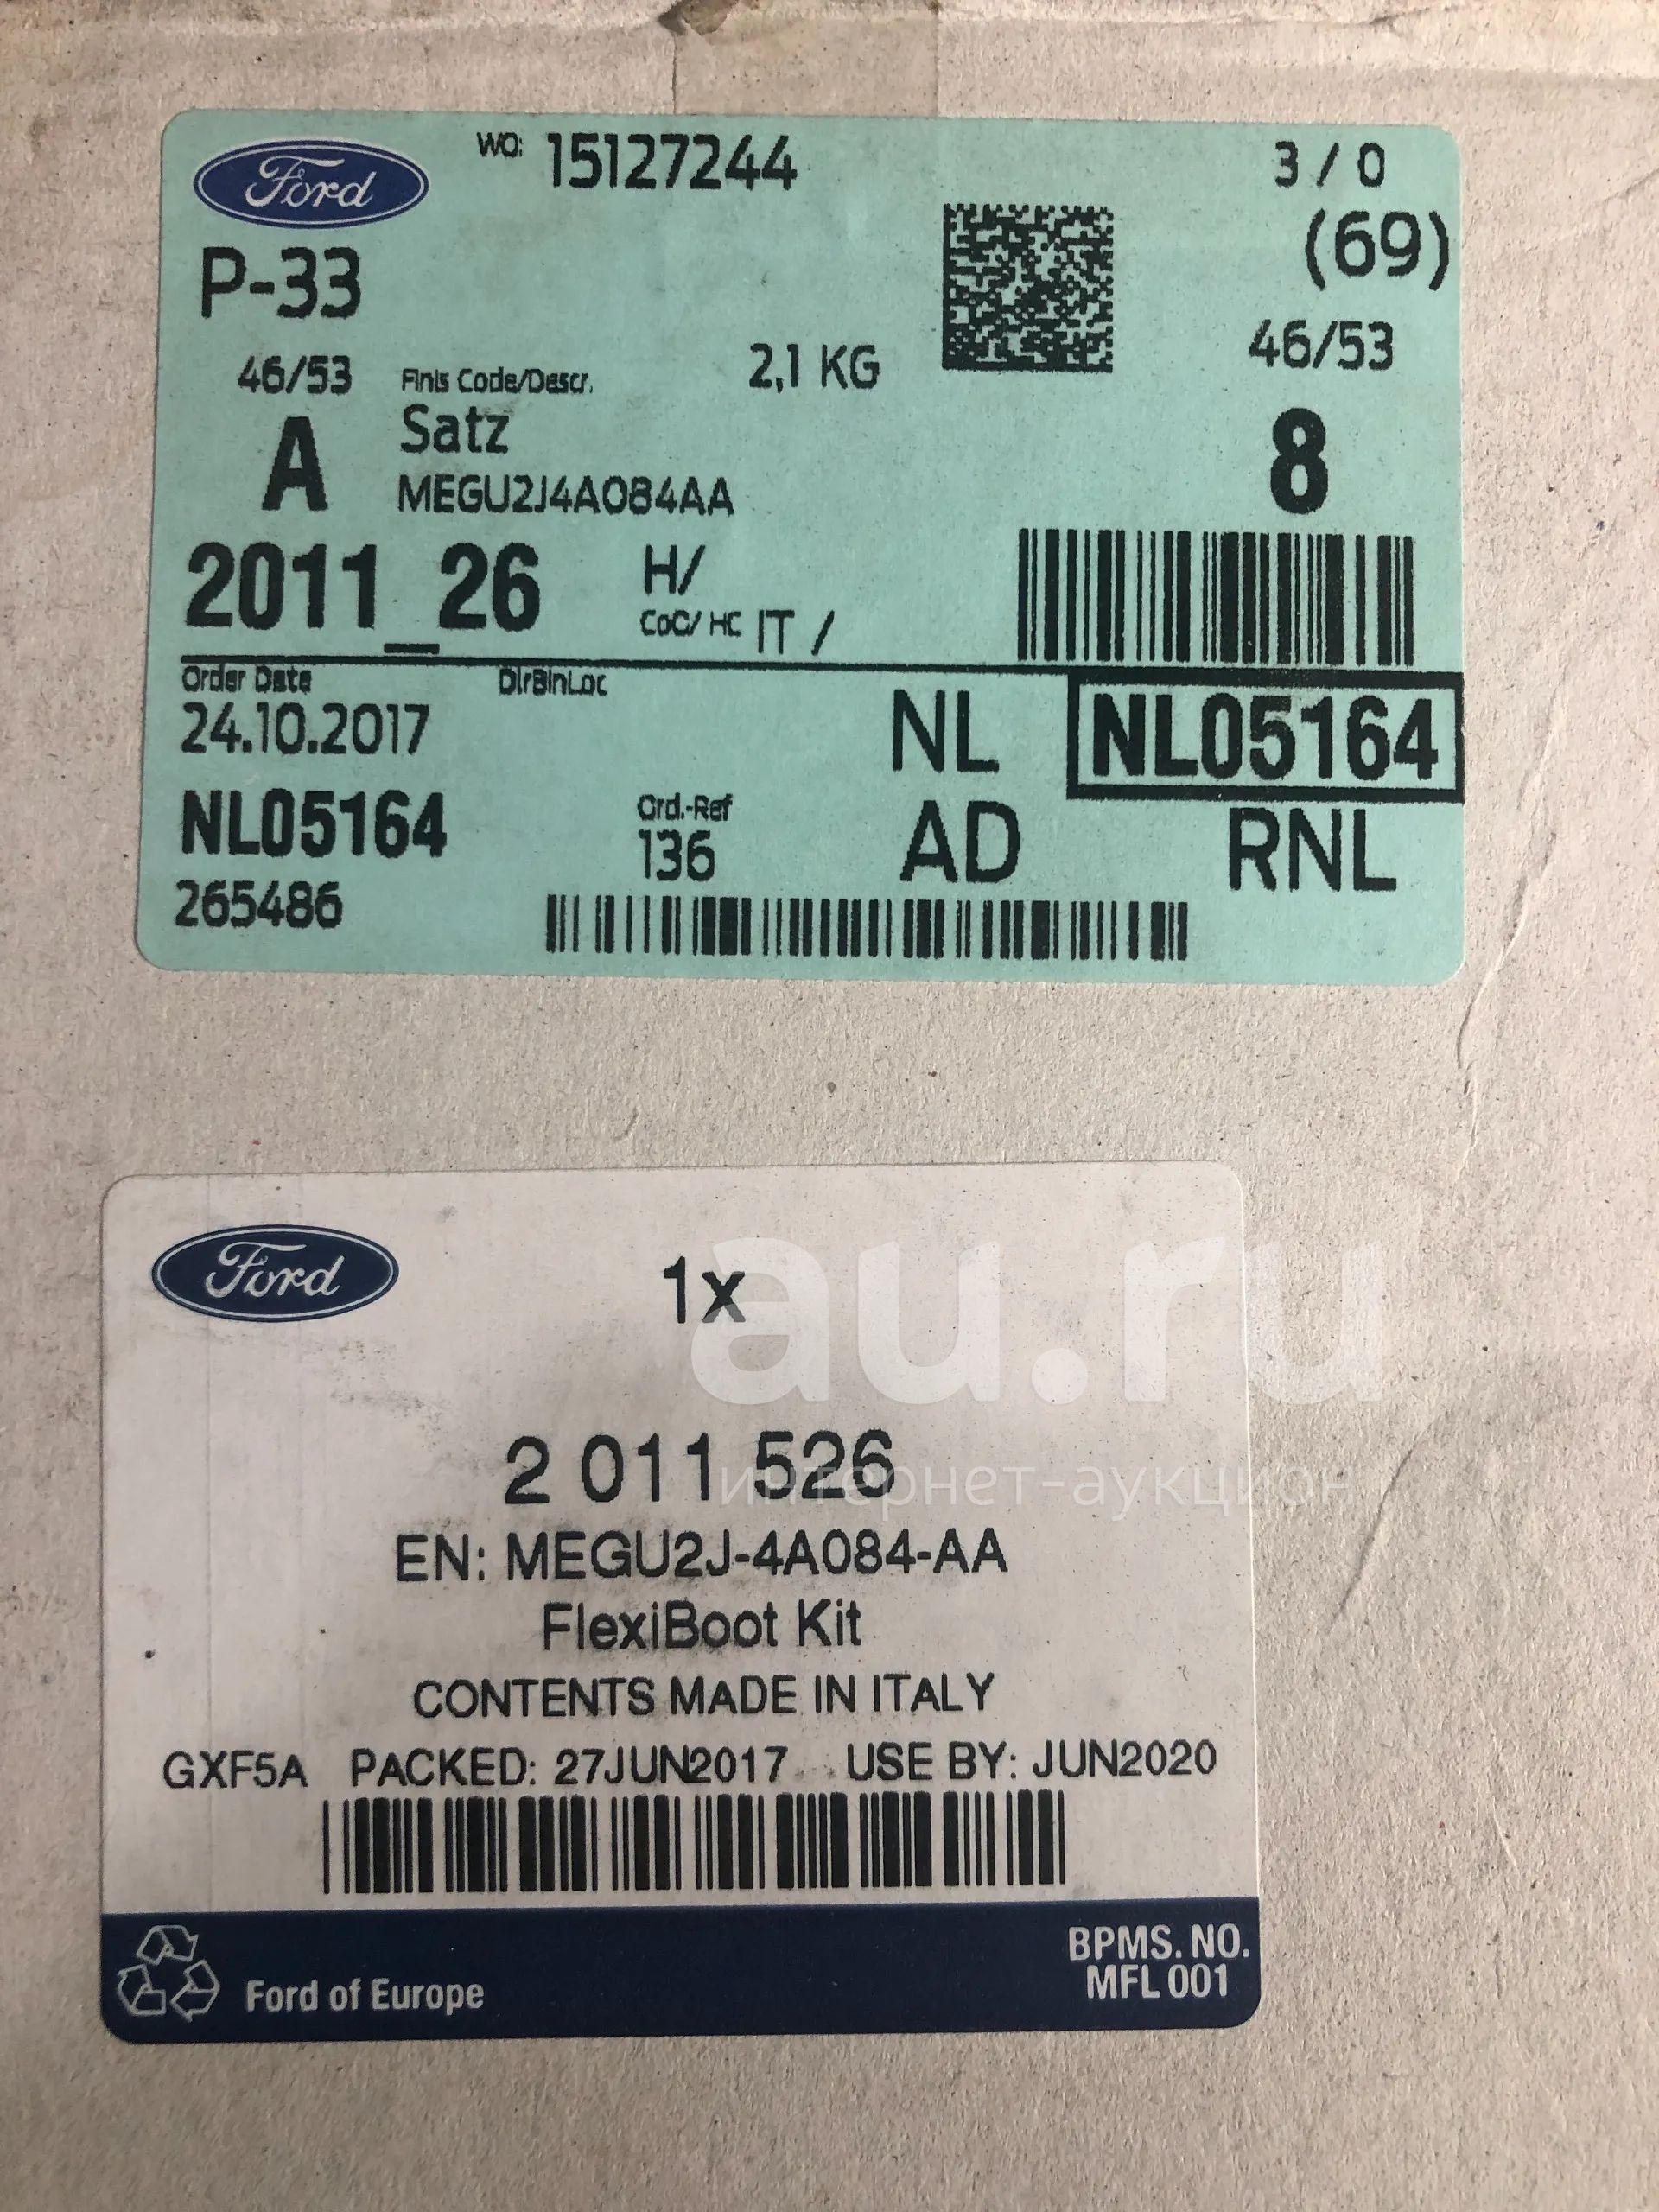 Ford
WO: 15127244
3 / 0
P-33
(69)
46/53
Finis Code/Descr.
2,1 KG
46/53
A
Satz
8
MEGU2J4A084AA
2011_26
H/
CoC/ HC IT /
Order Date
DlrBinLoc
24.10.2017
NL
NL05164
NL05164
Ord.-Ref
136
AD
RNL
265486
Ford
1x
au.ru
2 011 526
интернет-аукцион
EN: MEGU2J-4A084-AA
FlexiBoot Kit
CONTENTS MADE IN ITALY
GXF5A PACKED: 27JUN2017 USE BY: JUN2020
Ford of Europe
BPMS. NO.
MFL 001